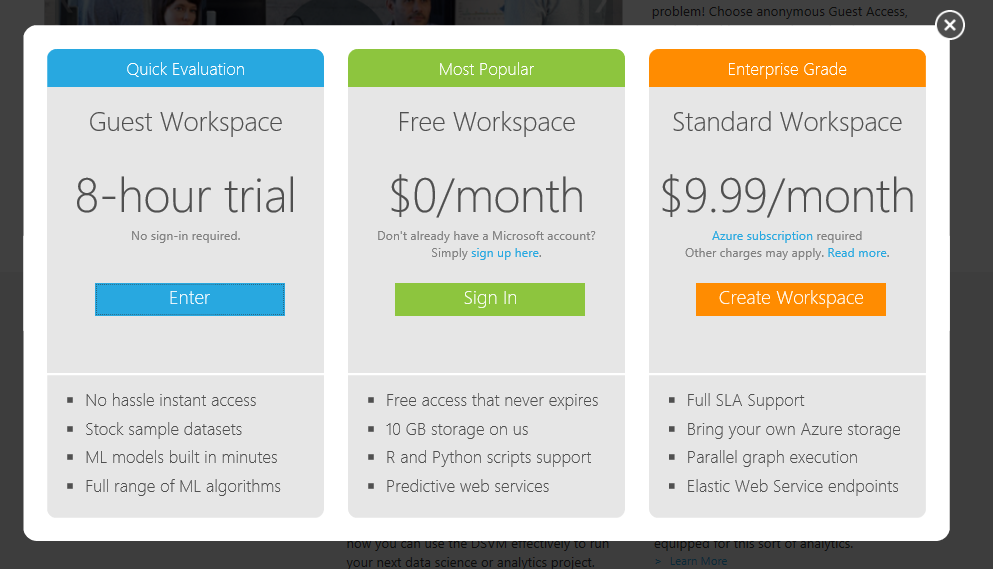 problem! Choose anonymous Guest Access,
Quick Evaluation
Guest Workspace
8-hour trial
No sign-in required.
Enter
No hassle instant access
Stock sample datasets
ML models built in minutes
Full range of ML algorithms
Most Popular
Free Workspace
$0/month
Don't already have a Microsoft account?
Simply sign up here.
Sign In
Free access that never expires
10 GB storage on us
R and Python scripts support
Predictive web services
Enterprise Grade
Standard Workspace
$9.99/month
Azure subscription required
Other charges may apply. Read more.
Create Workspace
Full SLA Support
Bring your own Azure storage
Parallel graph execution
Elastic Web Service endpoints
how you can use the DSVM effectively to run
your next data science or analytics project.
equipped for this sort of analytics.
> Learn More